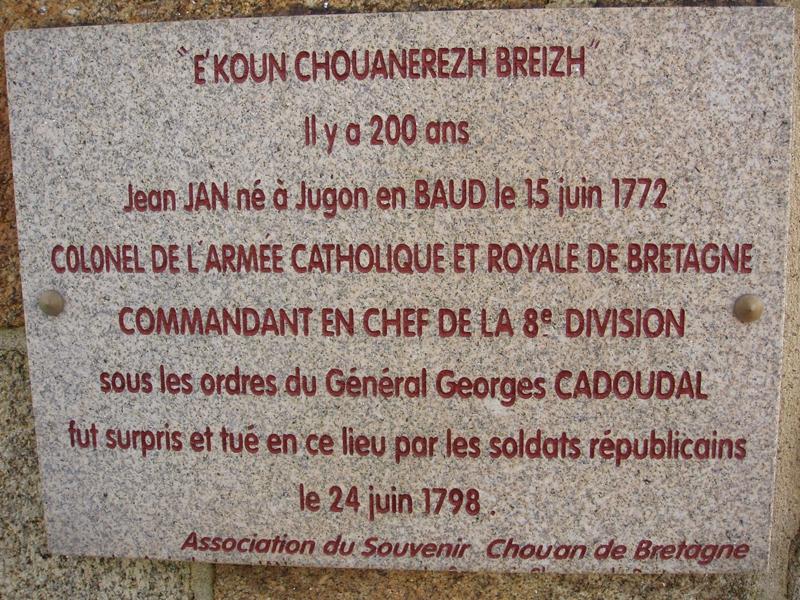 "E'KOUN CHOUANEREZH BREIZH"
Il y a 200 ans
Jean JAN né à Jugon en BAUD le 15 juin 1772
COLONEL DE L'ARMÉE CATHOLIQUE ET ROYALE DE BRETAGNE
COMMANDANT EN CHEF DE LA 8e DIVISION
sous les ordres du Général Georges CADOUDAL
fut surpris et tué en ce lieu par les soldats républicains
le 24 juin 1798.
Association du Souvenir Chouan de Bretagne